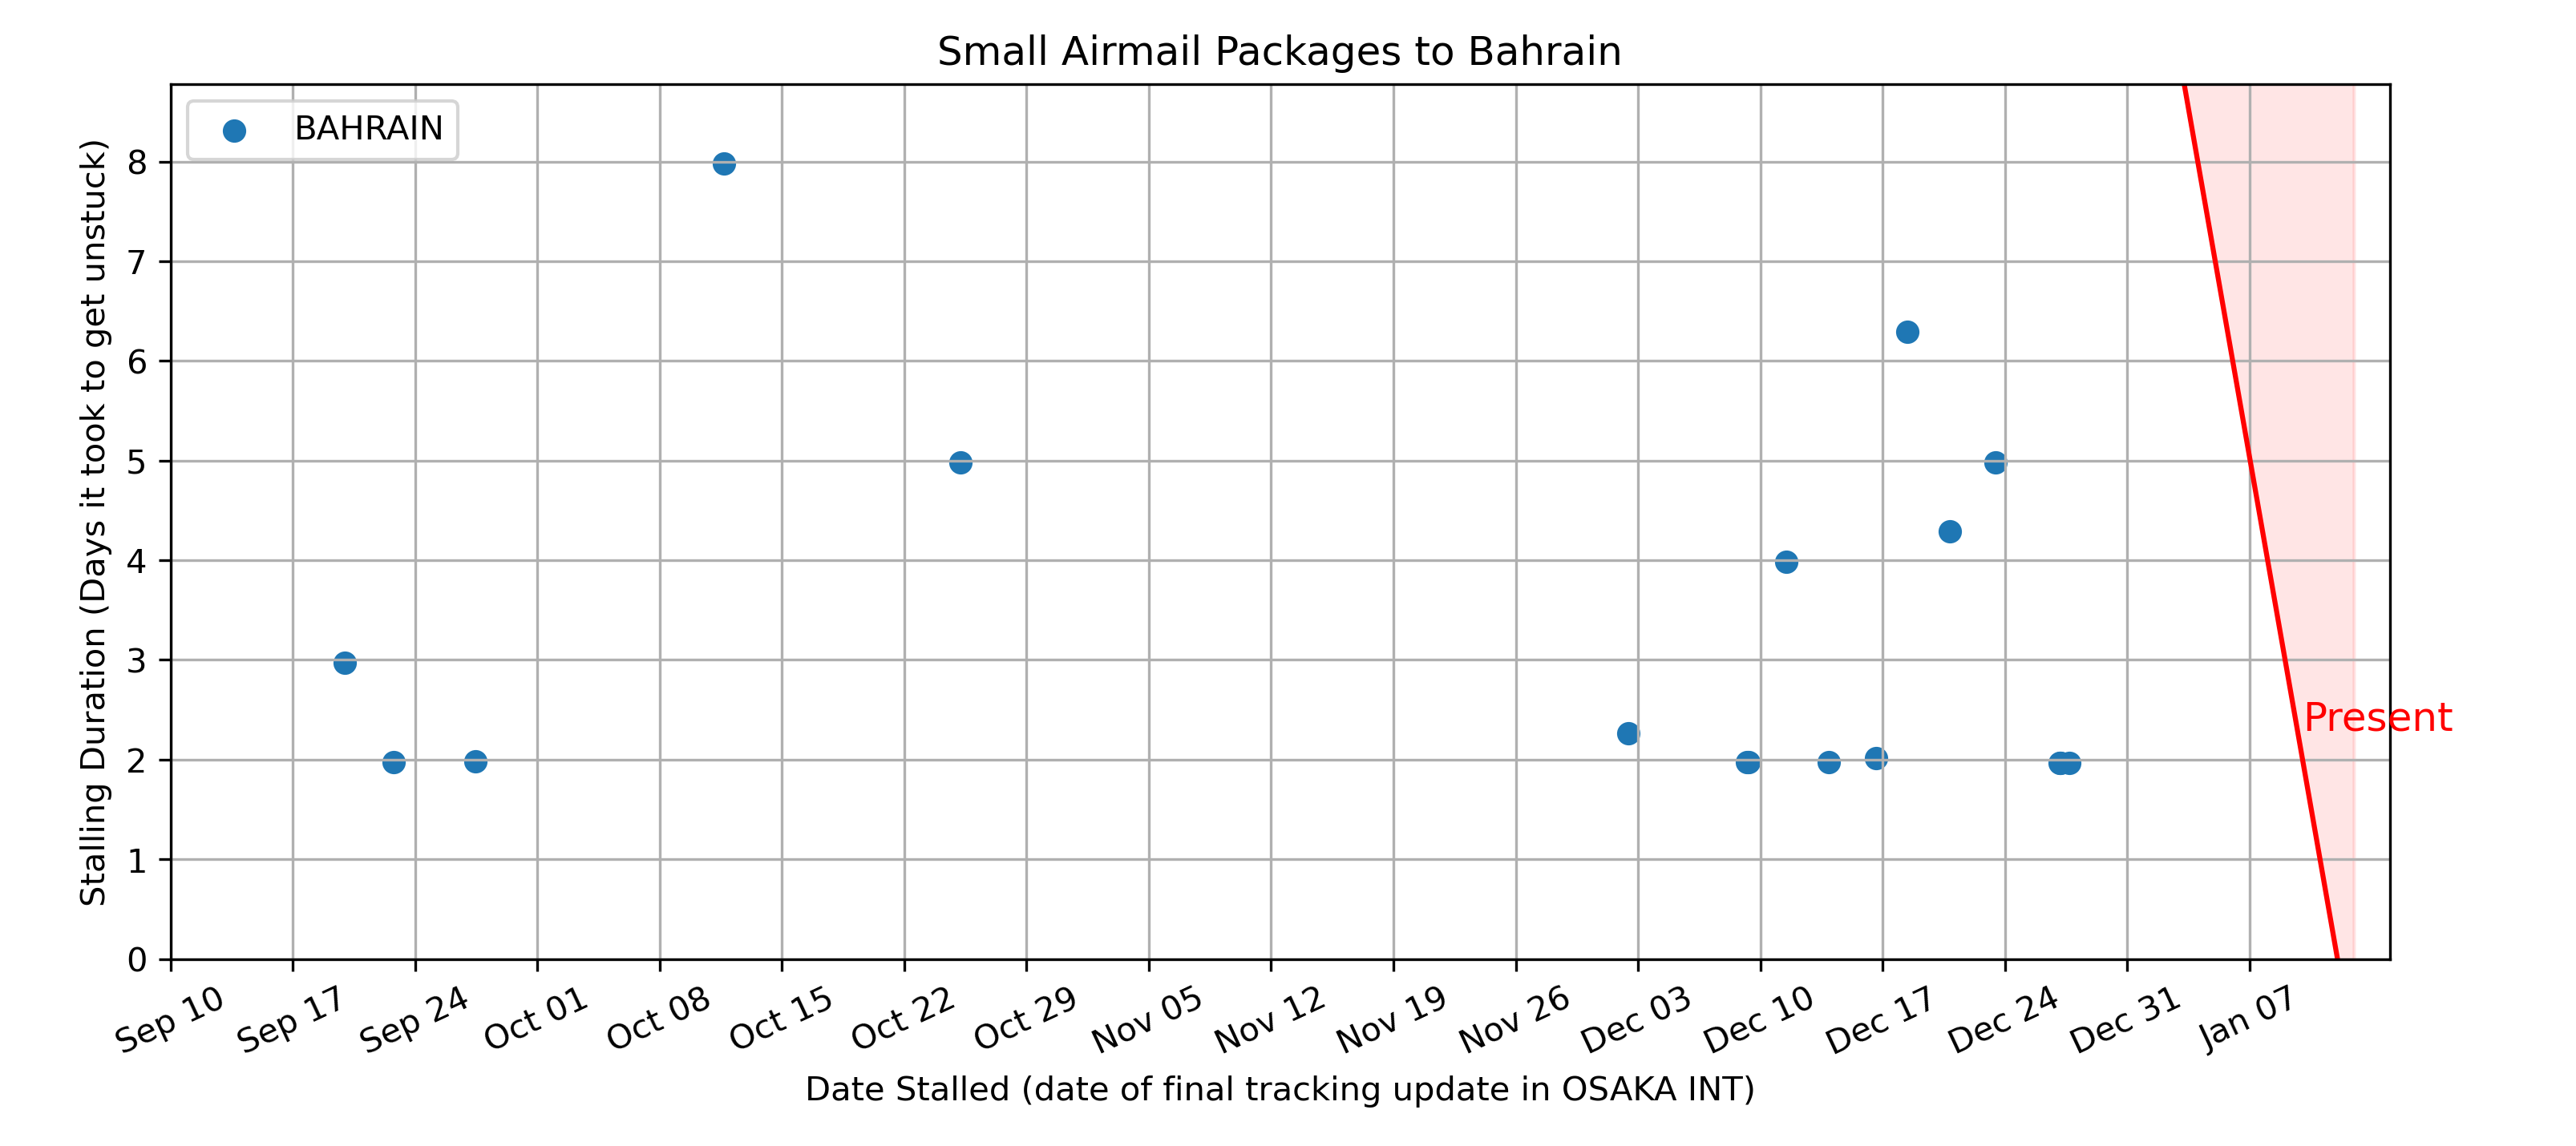 Small Airmail Packages to Bahrain
BAHRAIN
Stalling Duration (Days it took to get unstuck)
8
7
6
5
4
3
2
1
0
Present
Sep 10
Sep 17
Sep 24
Oct 01
Oct 08
Oct 15
Oct 22
Oct 29
Nov 05
Nov 12
Nov 19
Nov 26
Dec 03
Dec 10
Dec 17
Dec 24
Dec 31
Jan 07
Date Stalled (date of final tracking update in OSAKA INT)